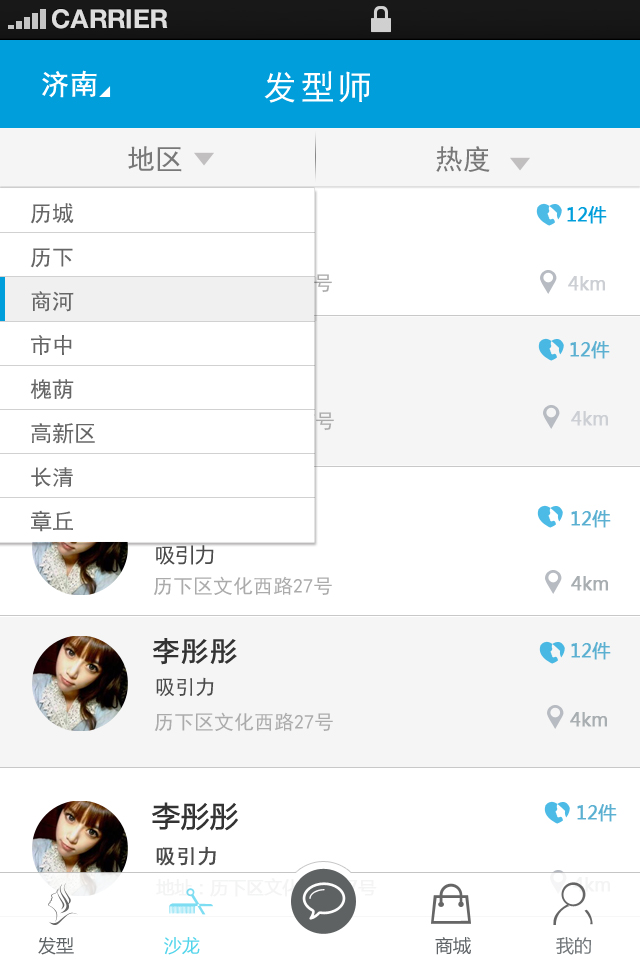 CARRIER
济南 发型师
地区 热度
历城
12件
历下
号 4km
商河
市中
12件
槐荫
号 4km
高新区
长清
章丘
12件
吸引力
历下区文化西路27号 4km
李彤彤
12件
吸引力
历下区文化西路27号 4km
李彤彤
12件
吸引力
地址：历下区文化 号 4km
发型 沙龙 商城 我的